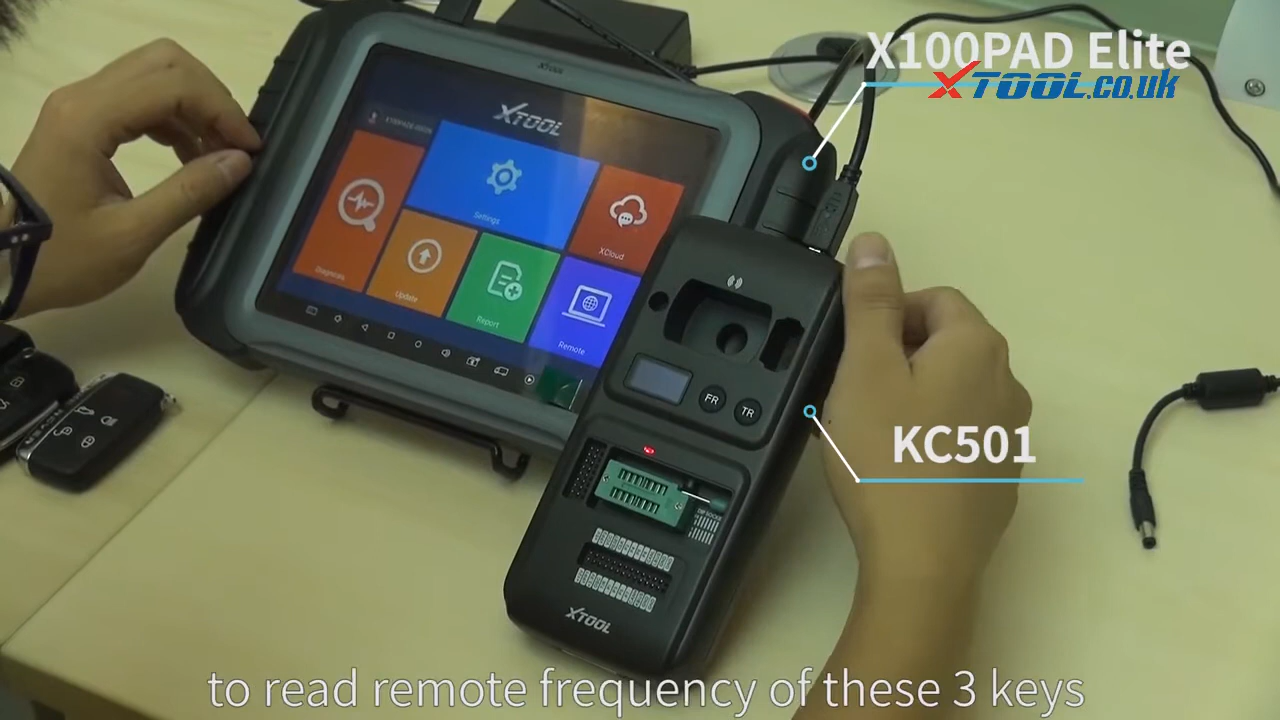 X100PAD Elite
XTOOL.co.uk
XTOOL
XTOOL
Settings
XCloud
Diagnosis
Update
Report
Remote
FR
TR
KC501
XTOOL
to read remote frequency of these 3 keys